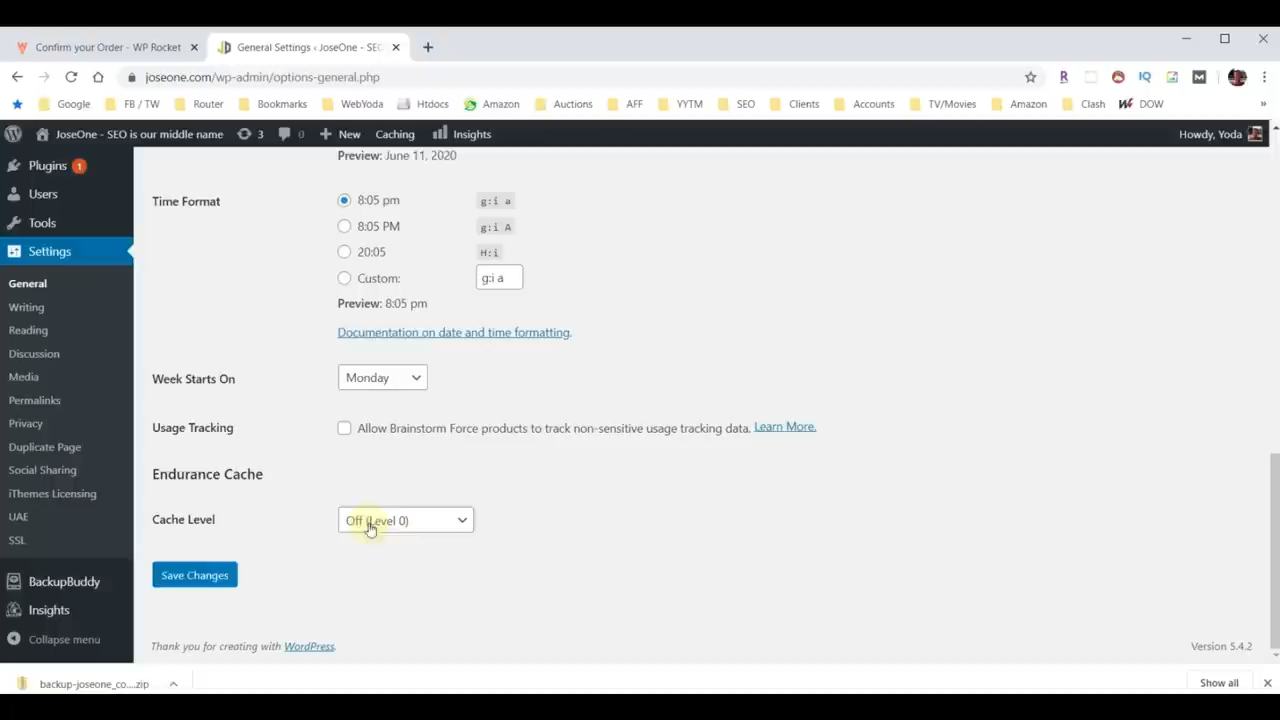 Confirm your Order - WP Rocket
General Settings ‹ JoseOne - SEO
joseone.com/wp-admin/options-general.php
Google FB / TW Router Bookmarks WebYoda Htdocs Amazon Auctions AFF YYTM SEO Clients Accounts TV/Movies Amazon Clash DOW »
JoseOne - SEO is our middle name 3 0 New Caching Insights Howdy, Yoda
Plugins 1
Users
Tools
Settings
General
Writing
Reading
Discussion
Media
Permalinks
Privacy
Duplicate Page
Social Sharing
iThemes Licensing
UAE
SSL
BackupBuddy
Insights
Collapse menu
Preview: June 11, 2020
Time Format
8:05 pm g:i a
8:05 PM g:i A
20:05 H:i
Custom: g:i a
Preview: 8:05 pm
Documentation on date and time formatting.
Week Starts On Monday
Usage Tracking Allow Brainstorm Force products to track non-sensitive usage tracking data. Learn More.
Endurance Cache
Cache Level Off (Level 0)
Save Changes
Thank you for creating with WordPress. Version 5.4.2
backup-joseone_co....zip Show all